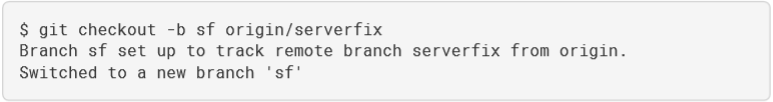 $ git checkout -b sf origin/serverfix
Branch sf set up to track remote branch serverfix from origin.
Switched to a new branch 'sf'